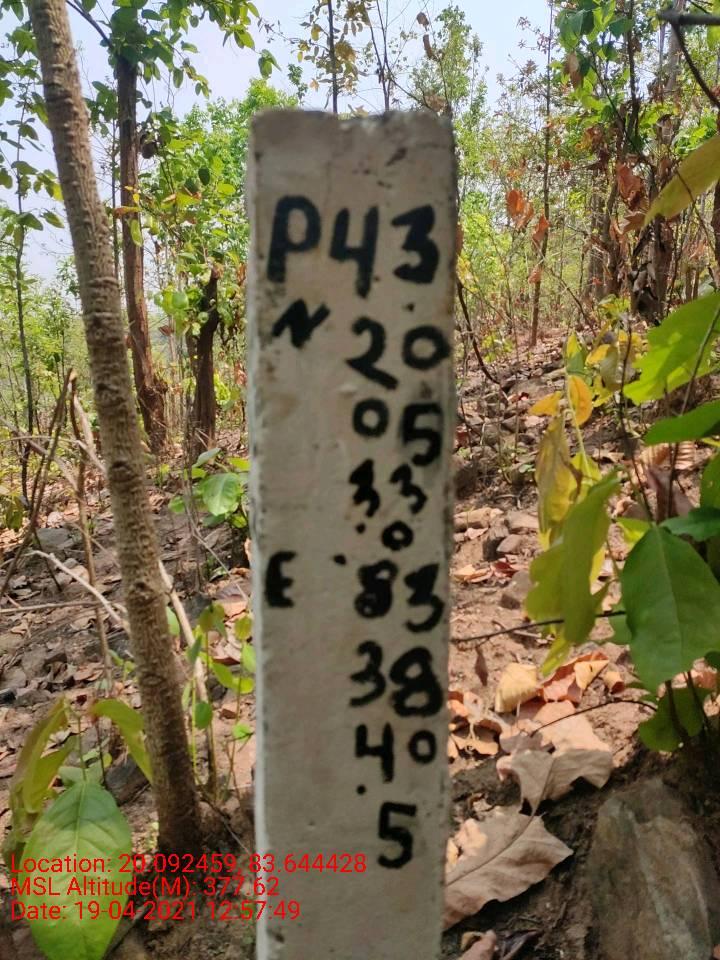 P43
N 20
05
33
.0
E 83
38
40
.5
Location: 20.092459, 83.644428
MSL Altitude(M): 377.62
Date: 19-04-2021 12:57:49